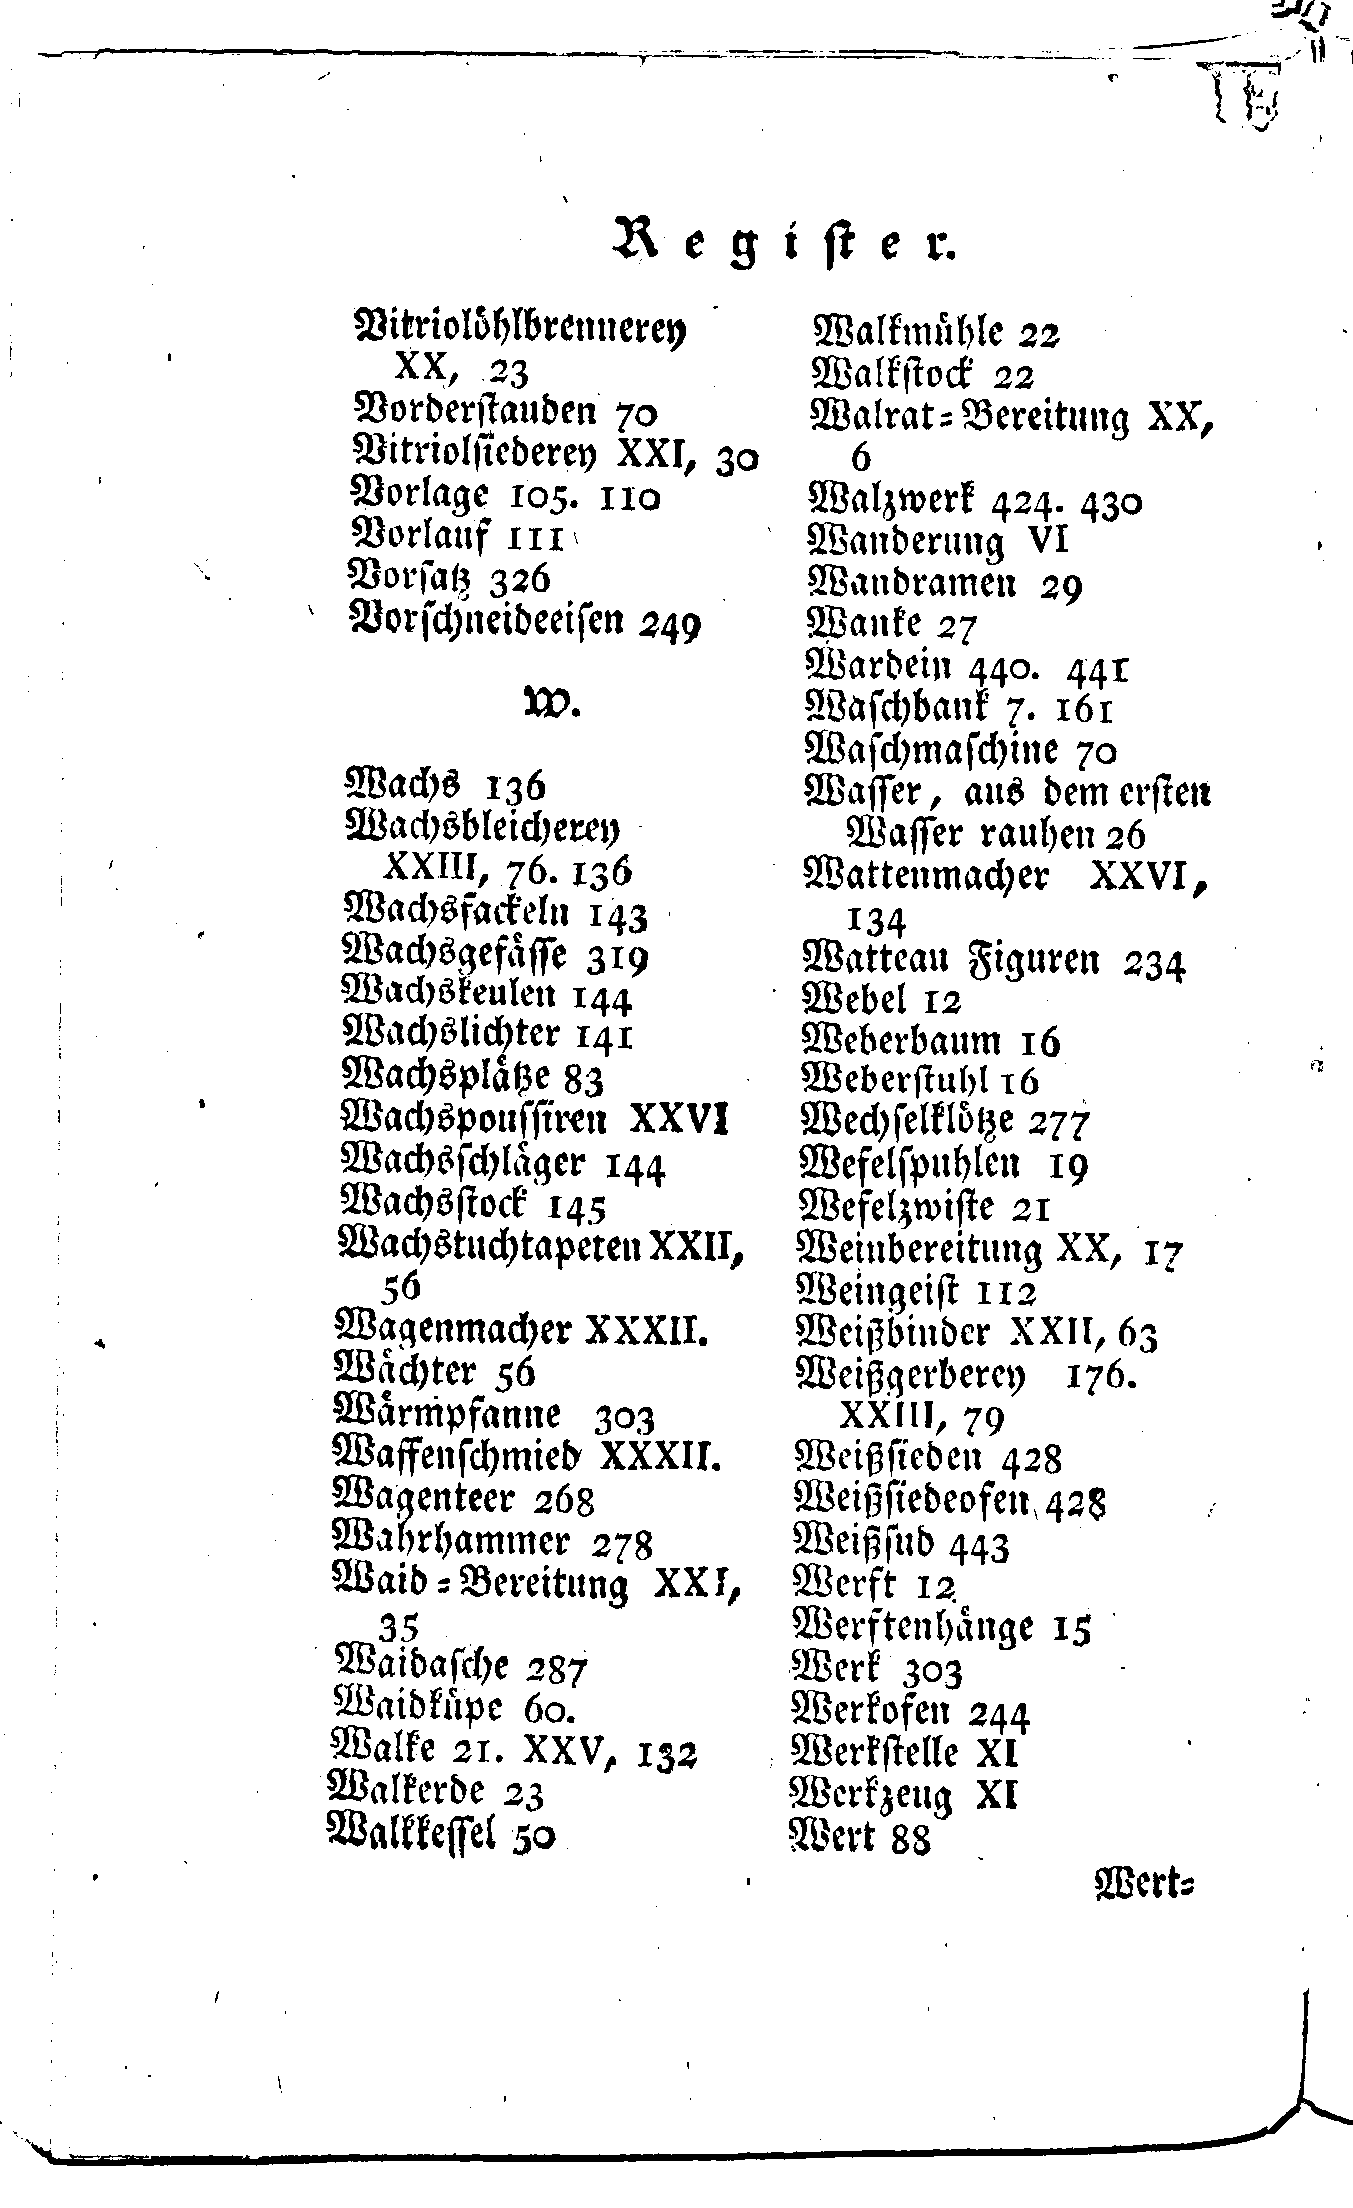 Regiſter.
Vitriolöhlbrennerey
XX, 23
Vorderſtauden 70
Vitriolſiederey XXI, 30
Vorlage 105. 110
Vorlauf 111
Vorſatz 326
Vorſchneideeiſen 249
W.
Wachs 136
Wachsbleicherey
XXIII, 76. 136
Wachsfackeln 143
Wachsgefäſſe 319
Wachskeulen 144
Wachslichter 141
Wachsplätze 83
Wachspouſſiren XXVI
Wachsſchläger 144
Wachsſtock 145
Wachstuchtapeten XXII,
56
Wagenmacher XXXII.
Wächter 56
Wärmpfanne 303
Waffenſchmied XXXII.
Wagenteer 268
Wahrhammer 278
Waid-Bereitung XXI,
35
Waidaſche 287
Waidküpe 60.
Walke 21. XXV, 132
Walkerde 23
Walkkeſſel 50
Walkmühle 22
Walkſtock 22
Walrat-Bereitung XX,
6
Walzwerk 424. 430
Wanderung VI
Wandramen 29
Wanke 27
Wardein 440. 441
Waſchbank 7. 161
Waſchmaſchine 70
Waſſer, aus dem erſten
Waſſer rauhen 26
Wattenmacher XXVI,
134
Watteau Figuren 234
Webel 12
Weberbaum 16
Weberſtuhl 16
Wechſelklötze 277
Wefelſpuhlen 19
Wefelzwiſte 21
Weinbereitung XX, 17
Weingeiſt 112
Weißbinder XXII, 63
Weißgerberey 176.
XXIII, 79
Weißſieden 428
Weißſiedeofen 428
Weißſud 443
Werft 12
Werftenhänge 15
Werk 303
Werkofen 244
Werkſtelle XI
Werkzeug XI
Wert 88
Wert-